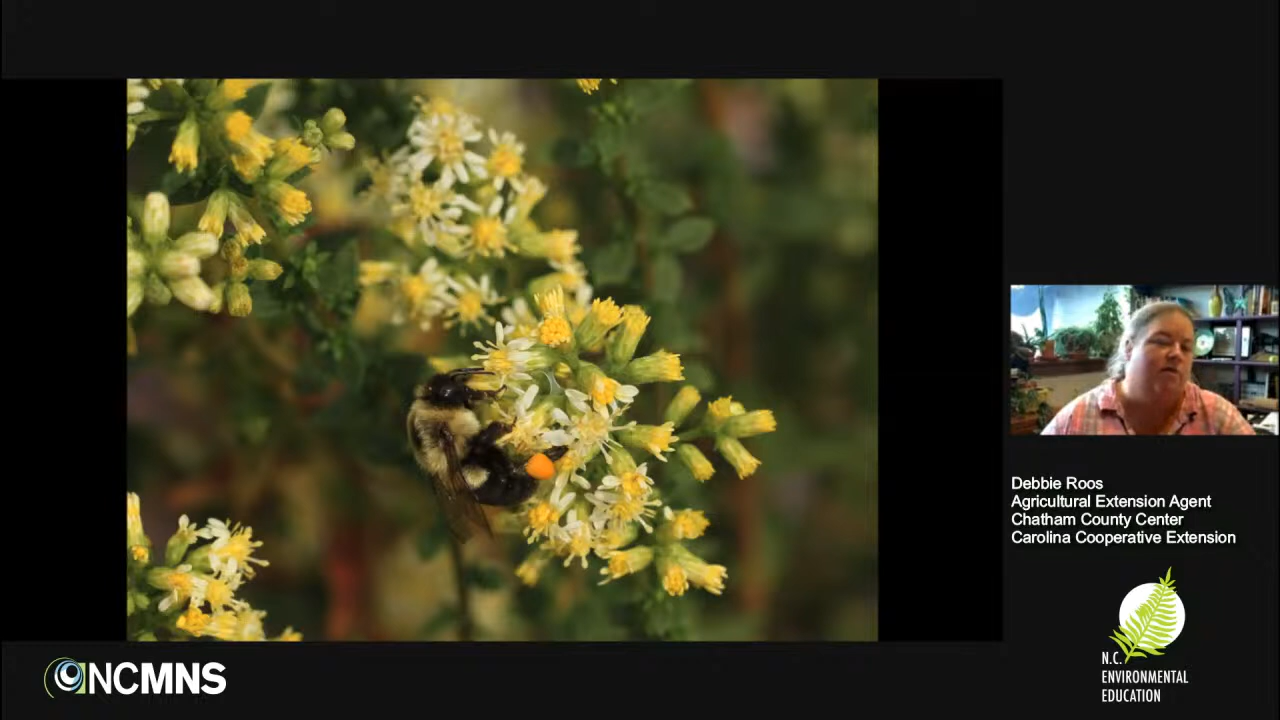 Debbie Roos
Agricultural Extension Agent
Chatham County Center
Carolina Cooperative Extension
NCMNS
N.C.
ENVIRONMENTAL
EDUCATION